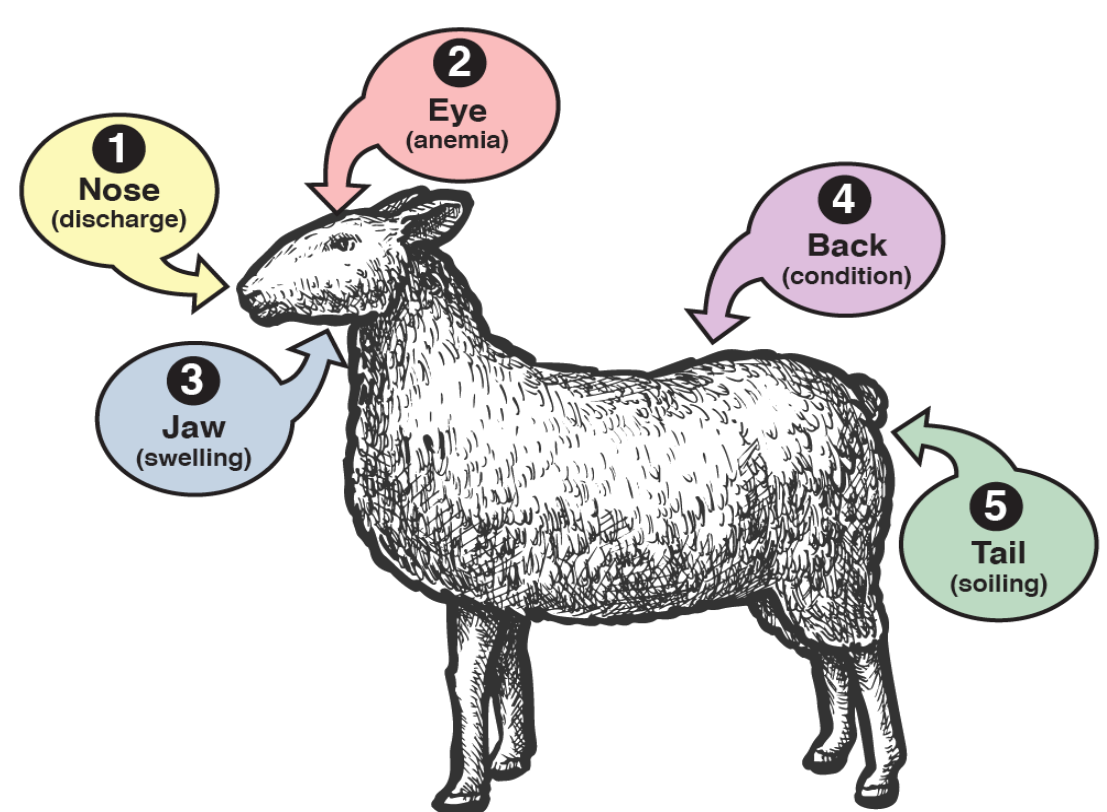 1
Nose
(discharge)
2
Eye
(anemia)
3
Jaw
(swelling)
4
Back
(condition)
5
Tail
(soiling)